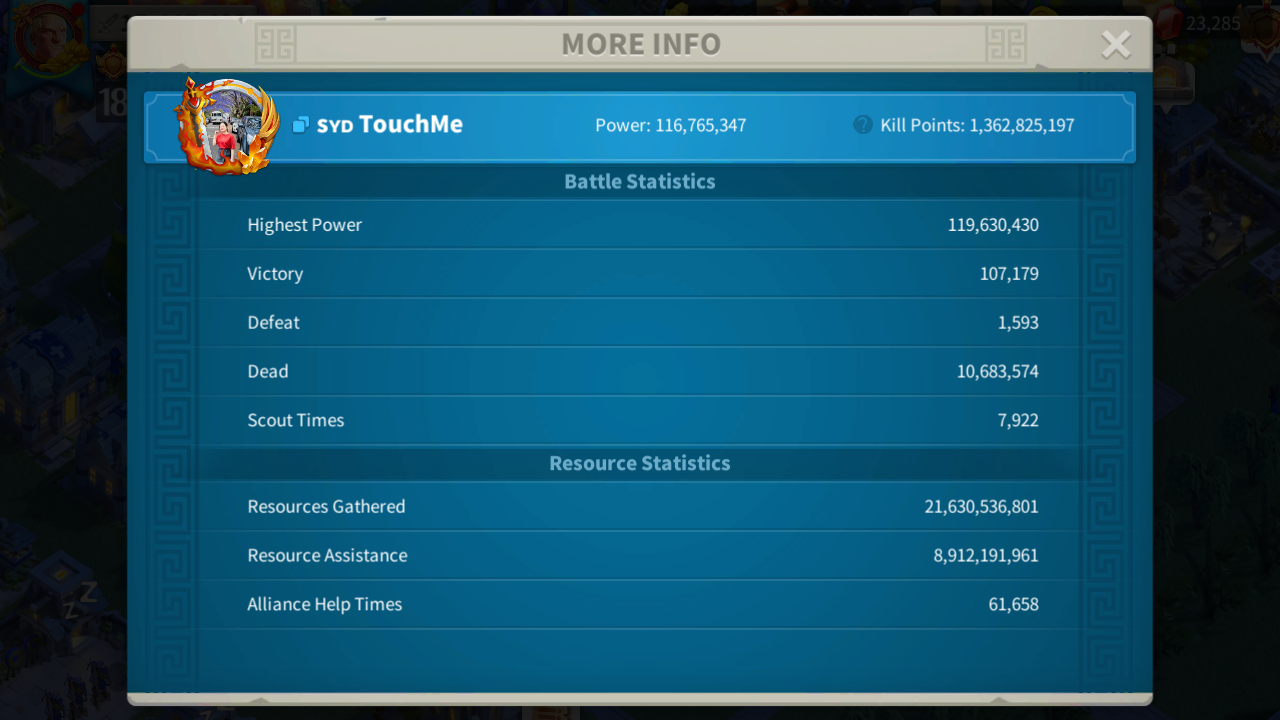 MORE INFO
23,285
18
SYD TouchMe Power: 116,765,347 Kill Points: 1,362,825,197
Battle Statistics
Highest Power 119,630,430
Victory 107,179
Defeat 1,593
Dead 10,683,574
Scout Times 7,922
Resource Statistics
Resources Gathered 21,630,536,801
Resource Assistance 8,912,191,961
Alliance Help Times 61,658
Z
Z